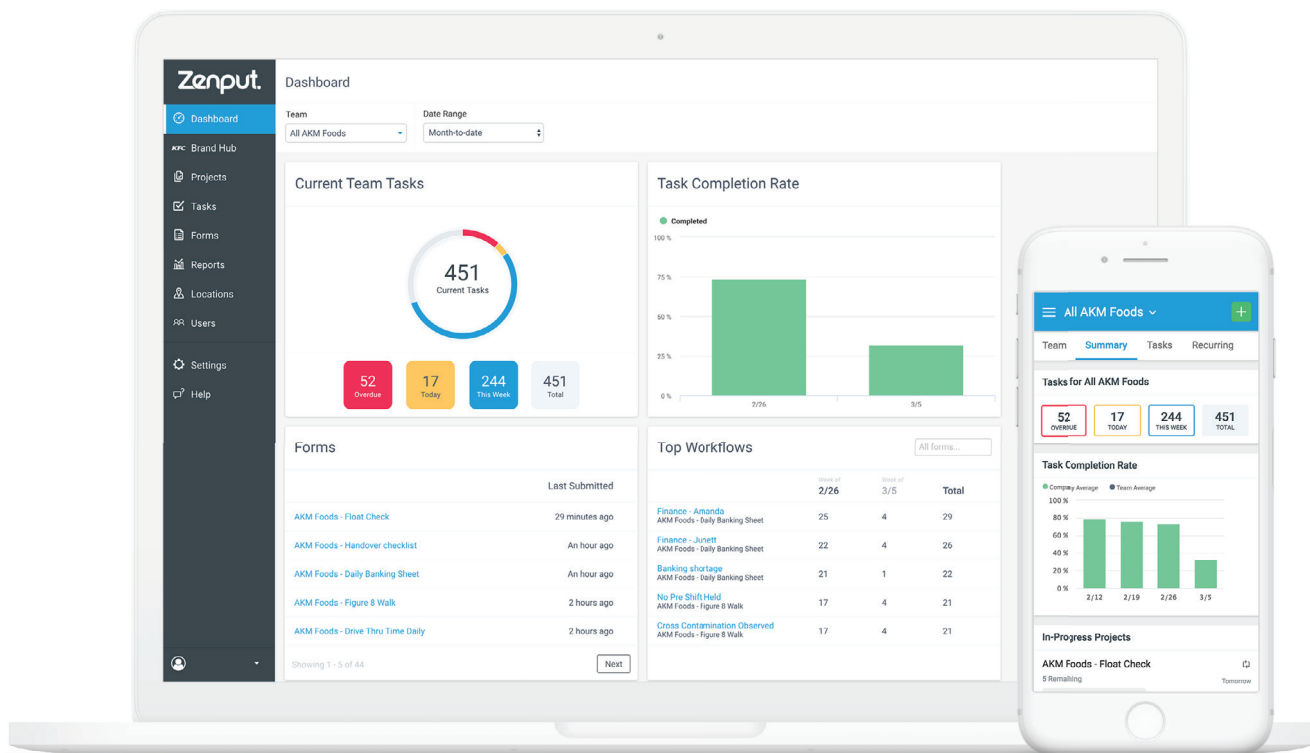 Zenput.
Dashboard
Brand Hub
Projects
Tasks
Forms
Reports
Locations
Users
Settings
Help
Dashboard
Team
Date Range
All AKM Foods
Month-to-date
Current Team Tasks
451
Current Tasks
52
Overdue
17
Today
244
This Week
451
Total
Task Completion Rate
Completed
100 %
75 %
50 %
25 %
0 %
2/26
3/5
Forms
Last Submitted
AKM Foods - Float Check
29 minutes ago
AKM Foods - Handover checklist
An hour ago
AKM Foods - Daily Banking Sheet
An hour ago
AKM Foods - Figure 8 Walk
2 hours ago
AKM Foods - Drive Thru Time Daily
2 hours ago
Showing 1 - 5 of 44
Next
Top Workflows
All forms...
Week of
2/26
Week of
3/5
Total
Finance - Amanda
AKM Foods - Daily Banking Sheet
25 4 29
Finance - Junett
AKM Foods - Daily Banking Sheet
22 4 26
Banking shortage
AKM Foods - Daily Banking Sheet
21 1 22
No Pre Shift Held
AKM Foods - Figure 8 Walk
17 4 21
Cross Contamination Observed
AKM Foods - Figure 8 Walk
17 4 21
All AKM Foods
+
Team Summary Tasks Recurring
Tasks for All AKM Foods
52
OVERDUE
17
TODAY
244
THIS WEEK
451
TOTAL
Task Completion Rate
Company Average Team Average
100 %
80 %
60 %
40 %
20 %
0 %
2/12 2/19 2/26 3/5
In-Progress Projects
AKM Foods - Float Check
5 Remaining
Tomorrow